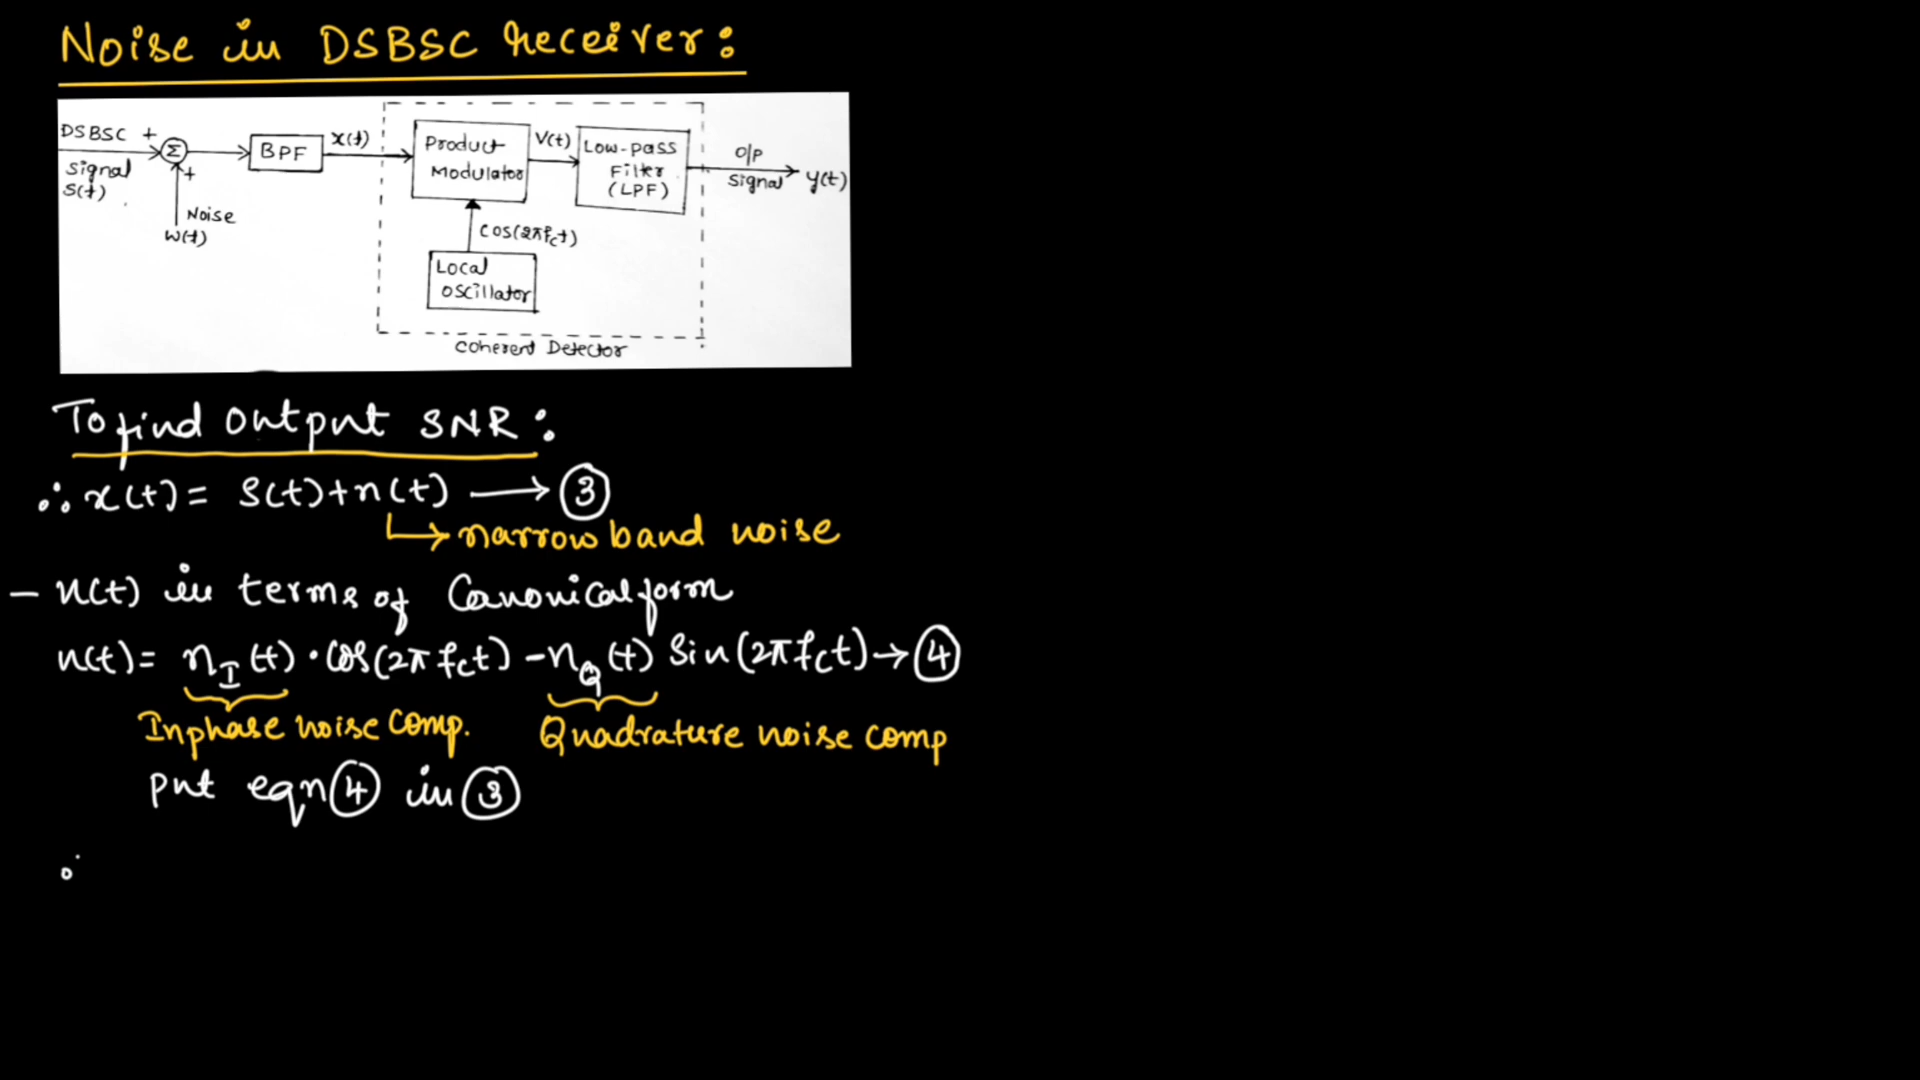 Noise in DSBSC receiver:
DSBSC +
Signal
S(t)
Σ
+
Noise
W(t)
BPF
x(t)
Product
Modulator
V(t)
Low-pass
Filter
(LPF)
O/P
Signal
y(t)
COS(2πfct)
Local
Oscillator
Coherent Detector
To find output SNR:
∴ x(t) = S(t)+n(t) → ③
↳ narrow band noise
– n(t) in terms of Canonical form
n(t) = n_I(t)·cos(2πfct) – n_Q(t) Sin(2πfct) → ④
Inphase noise comp. Quadrature noise comp
put eqn ④ in ③